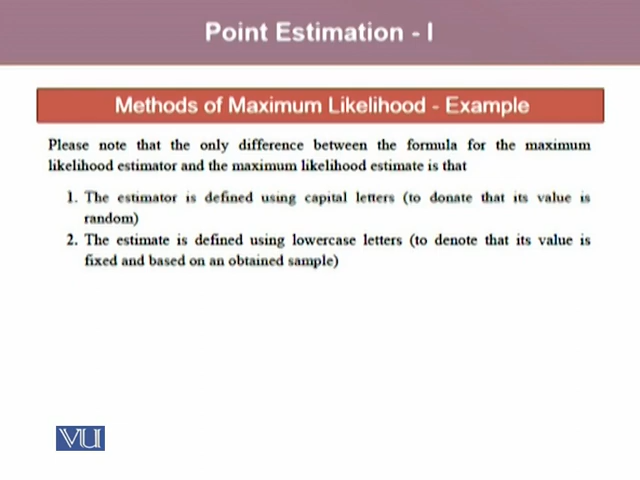 Point Estimation - I
Methods of Maximum Likelihood - Example
Please note that the only difference between the formula for the maximum
likelihood estimator and the maximum likelihood estimate is that
1. The estimator is defined using capital letters (to donate that its value is
random)
2. The estimate is defined using lowercase letters (to denote that its value is
fixed and based on an obtained sample)
VU